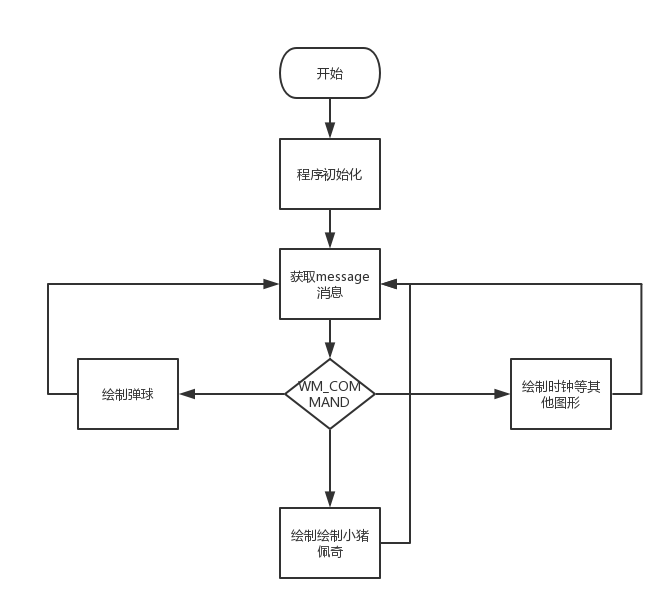 开始
程序初始化
获取message
消息
WM_COM
MAND
绘制弹球
绘制时钟等其
他图形
绘制绘制小猪
佩奇